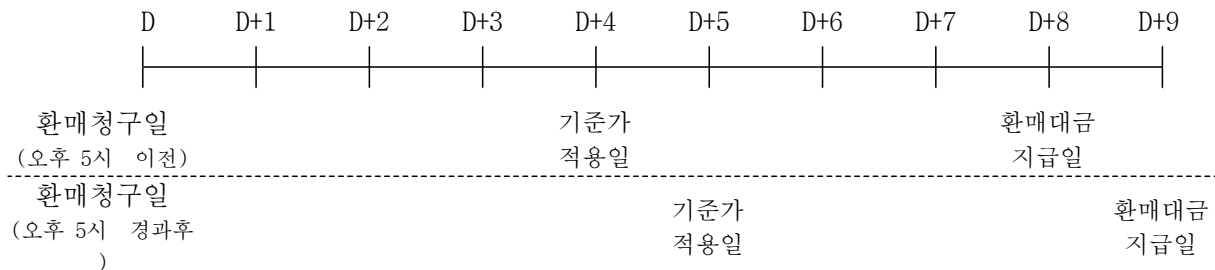 D D+1 D+2 D+3 D+4 D+5 D+6 D+7 D+8 D+9
환매청구일 기준가 환매대금
(오후 5시 이전) 적용일 지급일
환매청구일 기준가 환매대금
(오후 5시 경과후 적용일 지급일
)